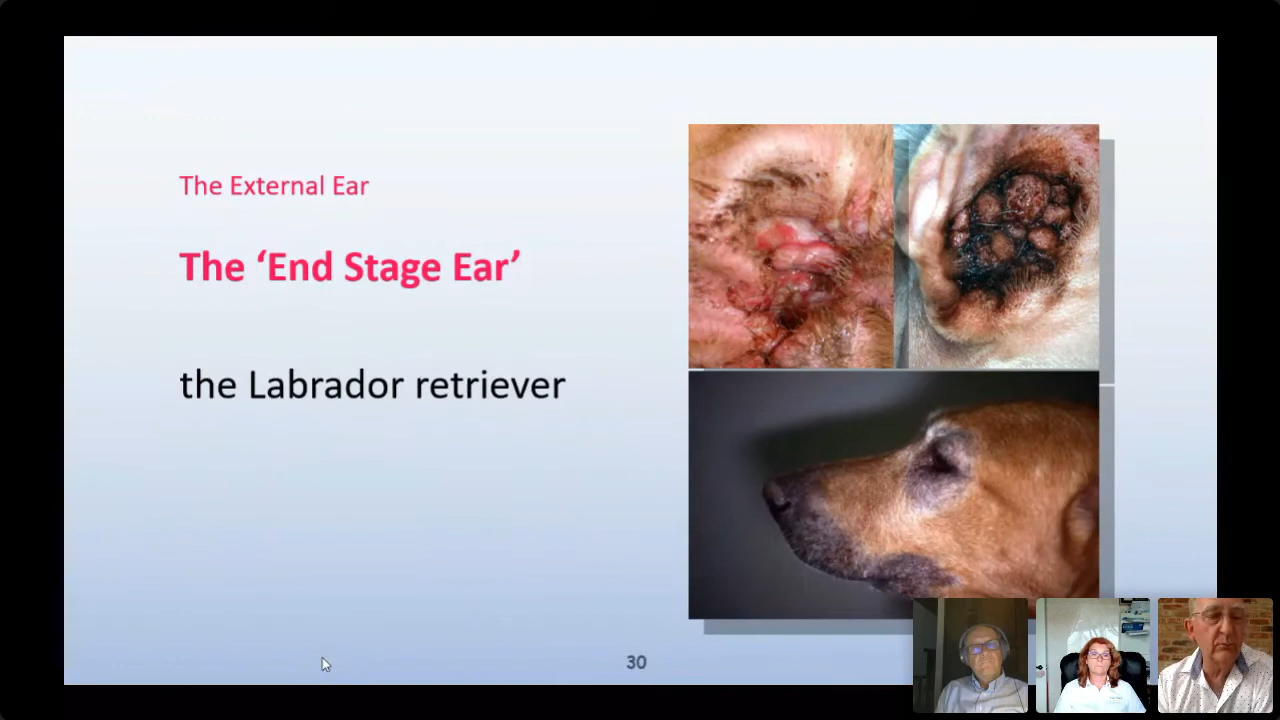 The External Ear
The ‘End Stage Ear’
the Labrador retriever
30